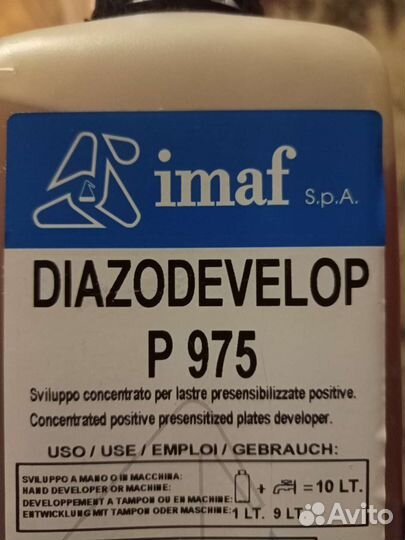 imaf S.p.A.
DIAZODEVELOP
P 975
Sviluppo concentrato per lastre presensibilizzate positive.
Concentrated positive presensitized plates developer.
USO / USE / EMPLOI / GEBRAUCH:
SVILUPPO A MANO O IN MACCHINA:
HAND DEVELOPER OR MACHINE:
DEVELOPPEMENT A TAMPON OU EN MACHINE:
ENTWICKLUNG MIT TAMPON ODER MASCHINE:
+ = 10 LT.
1 LT. 9 LT.
Avito